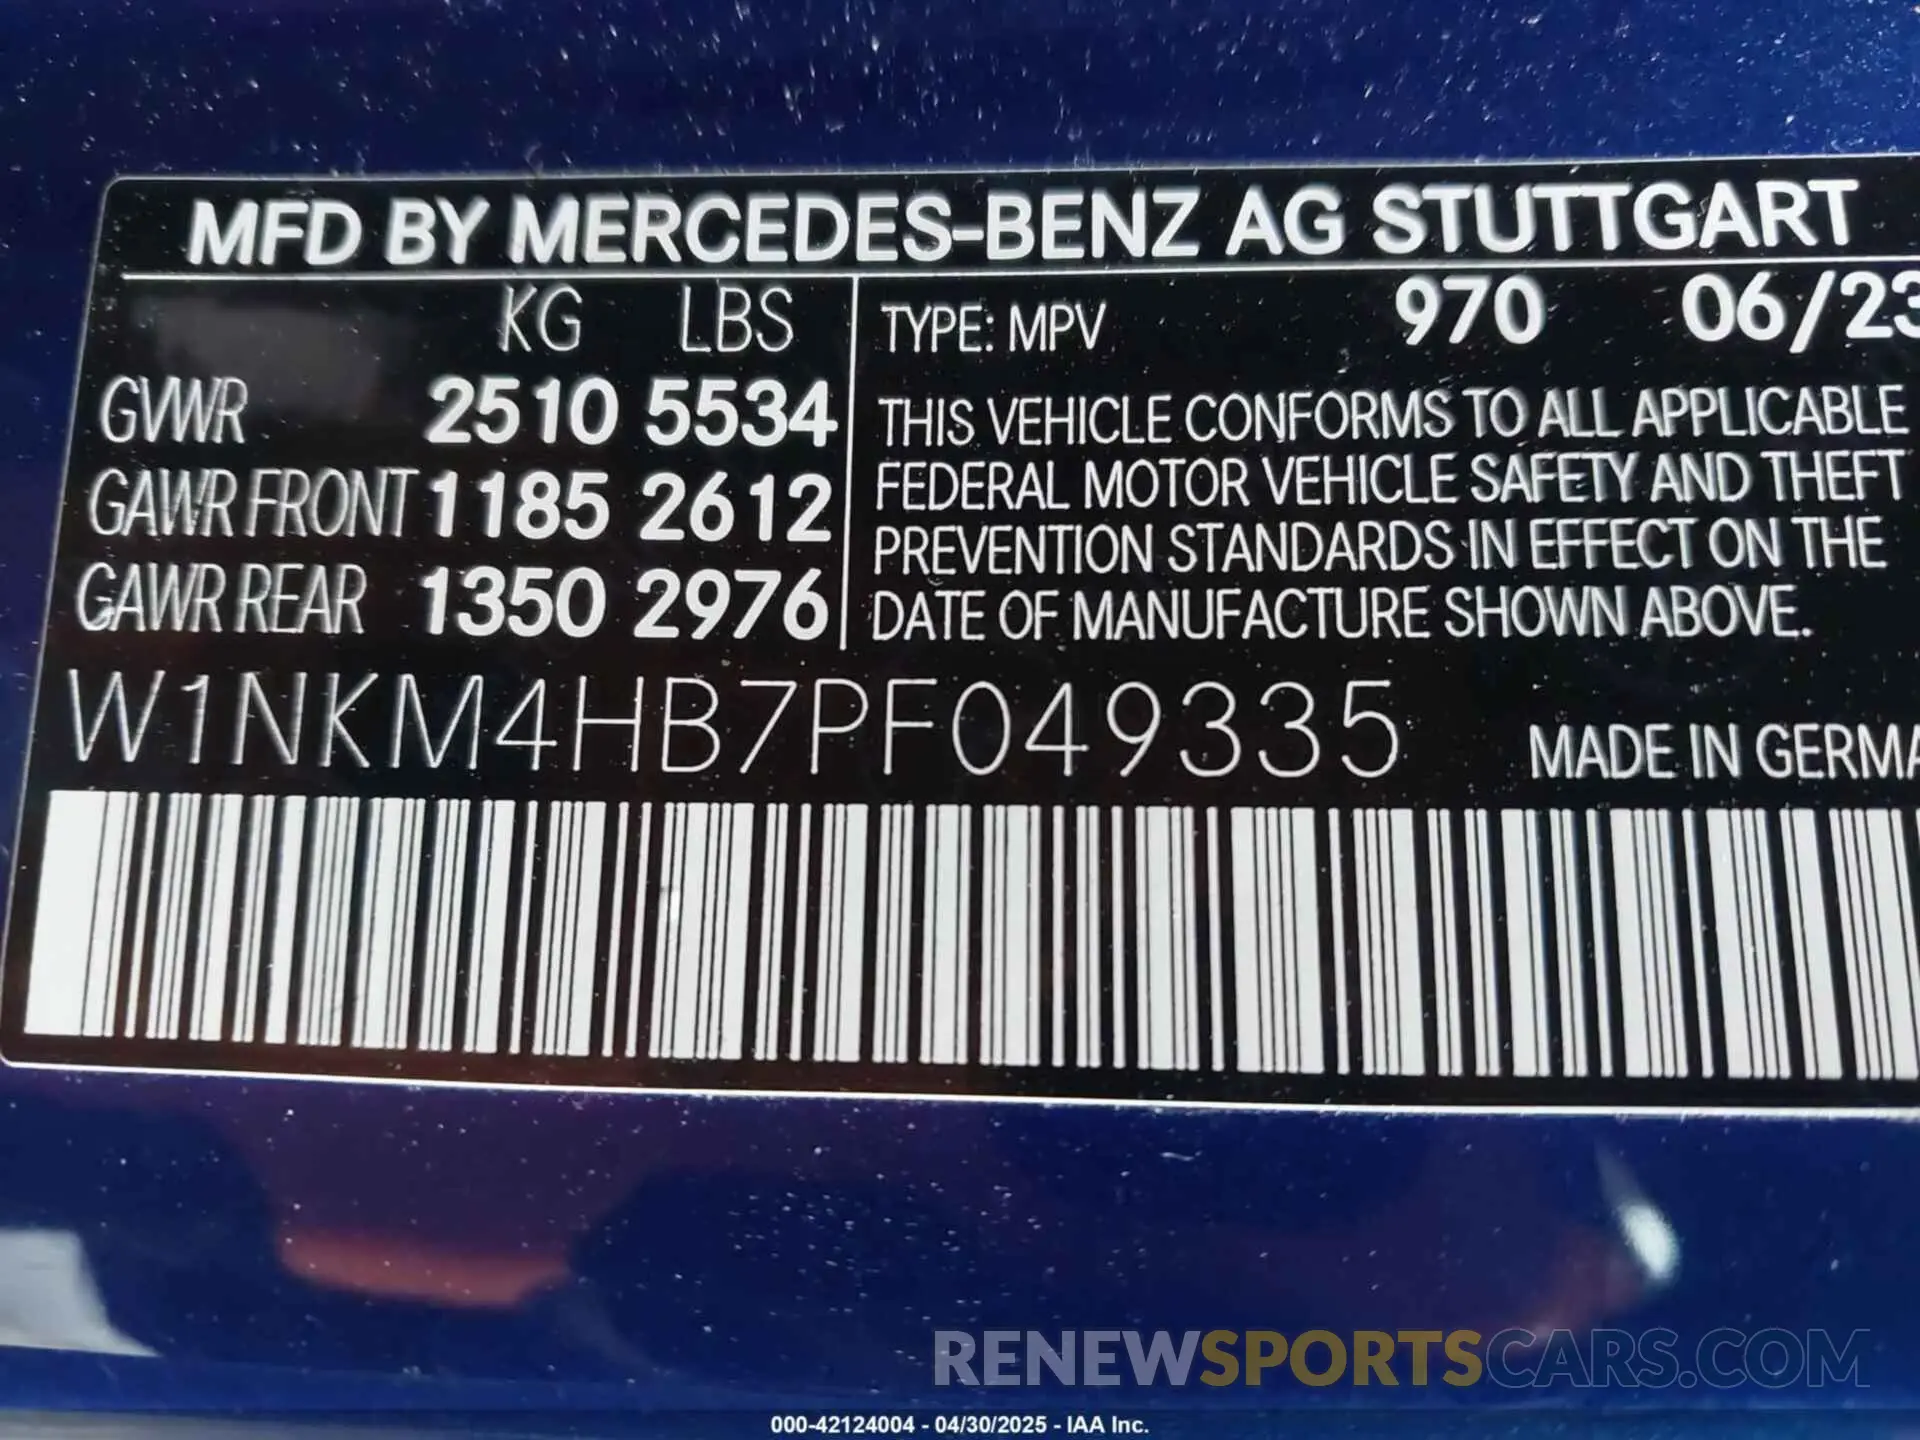 MFD BY MERCEDES-BENZ AG STUTTGART
KG LBS
GVWR 2510 5534
GAWR FRONT 1185 2612
GAWR REAR 1350 2976
TYPE: MPV 970 06/23
THIS VEHICLE CONFORMS TO ALL APPLICABLE
FEDERAL MOTOR VEHICLE SAFETY AND THEFT
PREVENTION STANDARDS IN EFFECT ON THE
DATE OF MANUFACTURE SHOWN ABOVE.
W1NKM4HB7PF049335
MADE IN GERMA
RENEWSPORTSCARS.COM
000-42124004 - 04/30/2025 - IAA Inc.